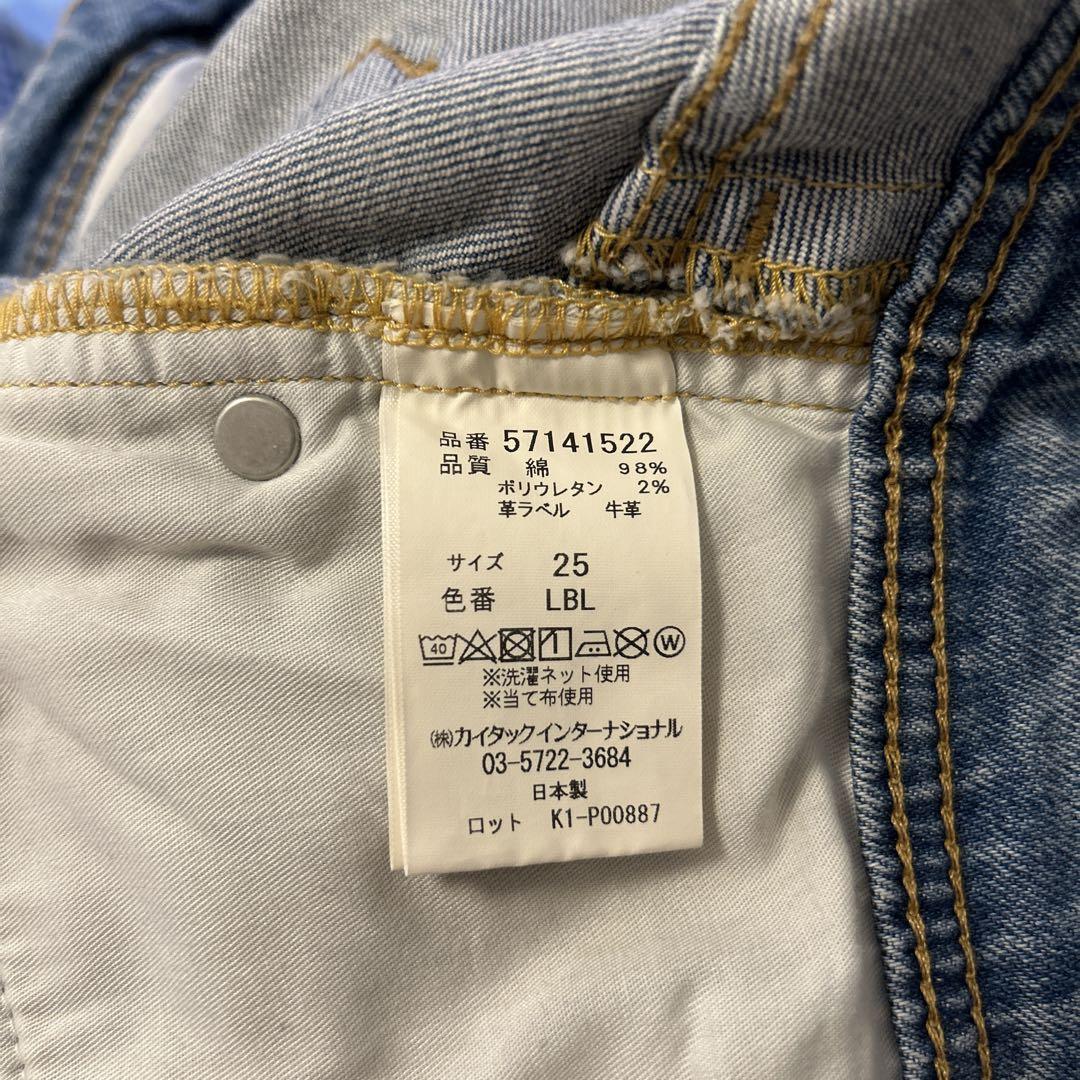 品番 57141522
品質 綿 98%
ポリウレタン 2%
革ラベル 牛革
サイズ 25
色番 LBL
40 1 W
※洗濯ネット使用
※当て布使用
㈱カイタックインターナショナル
03-5722-3684
日本製
ロット K1-P00887